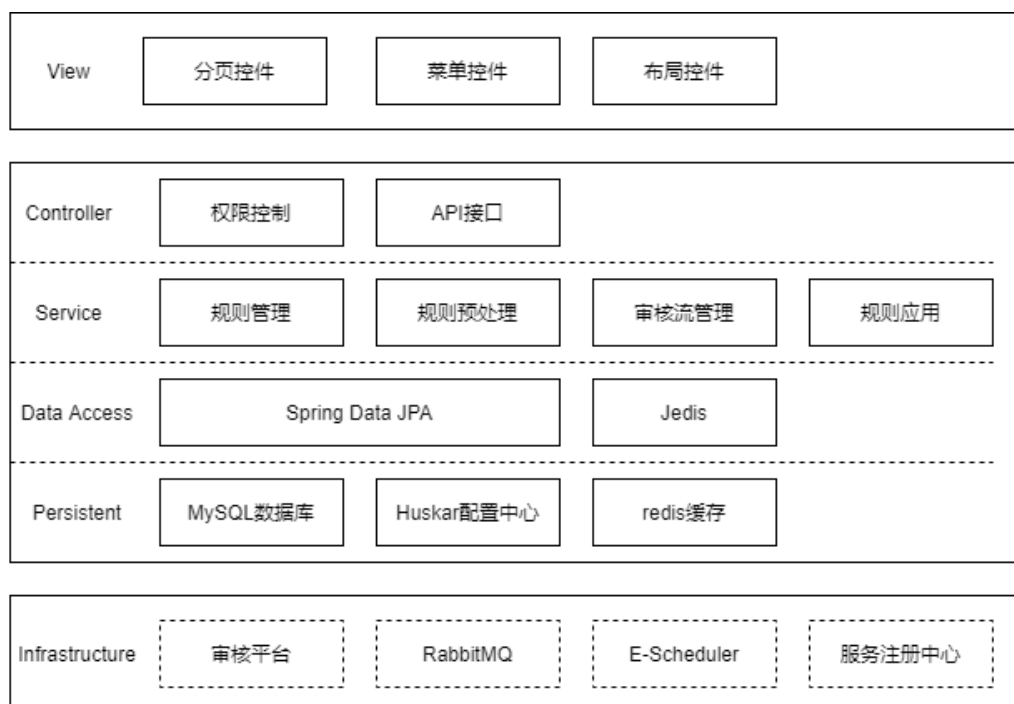 View 分页控件 菜单控件 布局控件
Controller 权限控制 API接口
Service 规则管理 规则预处理 审核流管理 规则应用
Data Access Spring Data JPA Jedis
Persistent MySQL数据库 Huskar配置中心 redis缓存
Infrastructure 审核平台 RabbitMQ E-Scheduler 服务注册中心